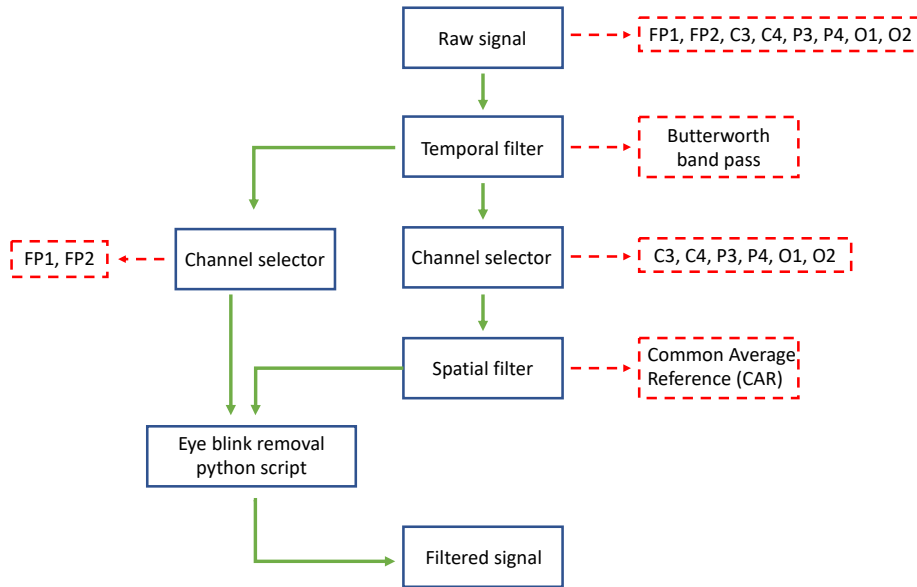 Raw signal
FP1, FP2, C3, C4, P3, P4, O1, O2
Temporal filter
Butterworth
band pass
FP1, FP2
Channel selector
Channel selector
C3, C4, P3, P4, O1, O2
Spatial filter
Common Average
Reference (CAR)
Eye blink removal
python script
Filtered signal